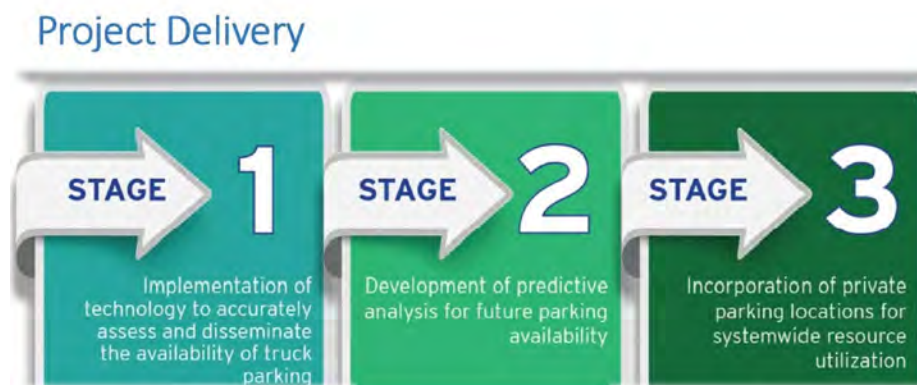 Project Delivery
STAGE 1
Implementation of
technology to accurately
assess and disseminate
the availability of truck
parking
STAGE 2
Development of predictive
analysis for future parking
availability
STAGE 3
Incorporation of private
parking locations for
systemwide resource
utilization